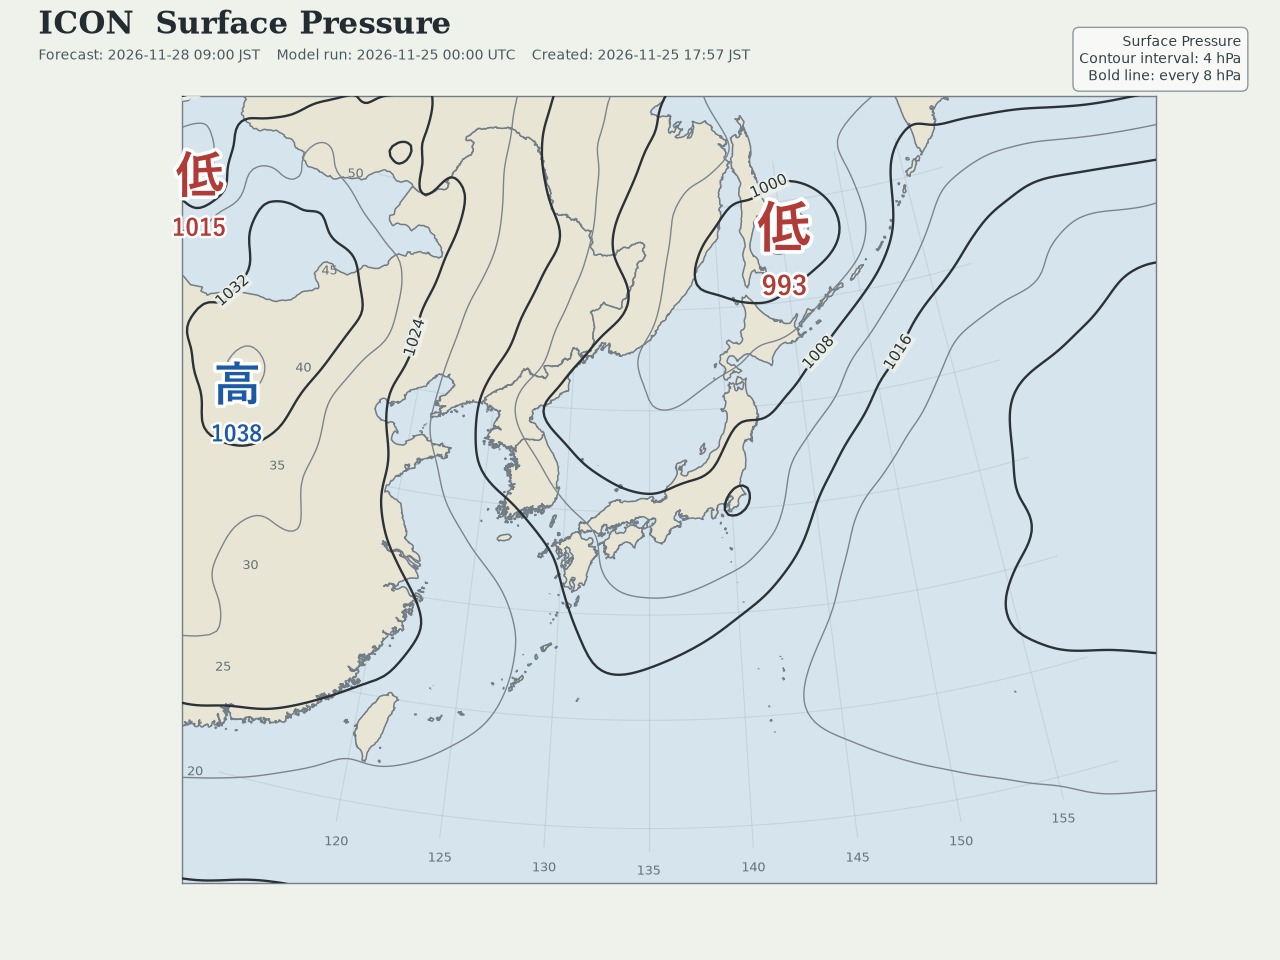 ICON  Surface Pressure
Forecast: 2026-11-28 09:00 JST    Model run: 2026-11-25 00:00 UTC    Created: 2026-11-25 17:57 JST
Surface Pressure
Contour interval: 4 hPa
Bold line: every 8 hPa
低
1015
50
1000
低
993
45
1032
1024
1008
1016
高
1038
40
35
30
25
20
120
125
130
135
140
145
150
155